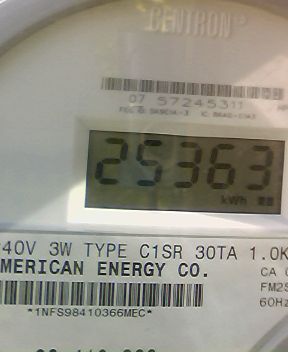 CENTRON®
07 57245311
25363
kWh
40V 3W TYPE C1SR 30TA 1.0K
MERICAN ENERGY CO.
CA
FM2S
60Hz
*1NFS98410366MEC*